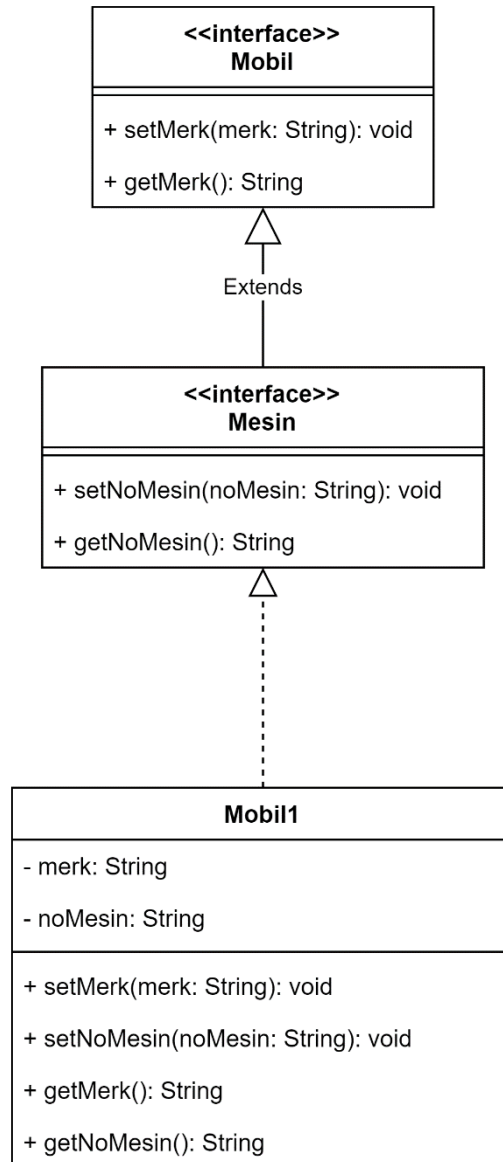 <<interface>>
Mobil
+ setMerk(merk: String): void
+ getMerk(): String
Extends
<<interface>>
Mesin
+ setNoMesin(noMesin: String): void
+ getNoMesin(): String
Mobil1
- merk: String
- noMesin: String
+ setMerk(merk: String): void
+ setNoMesin(noMesin: String): void
+ getMerk(): String
+ getNoMesin(): String